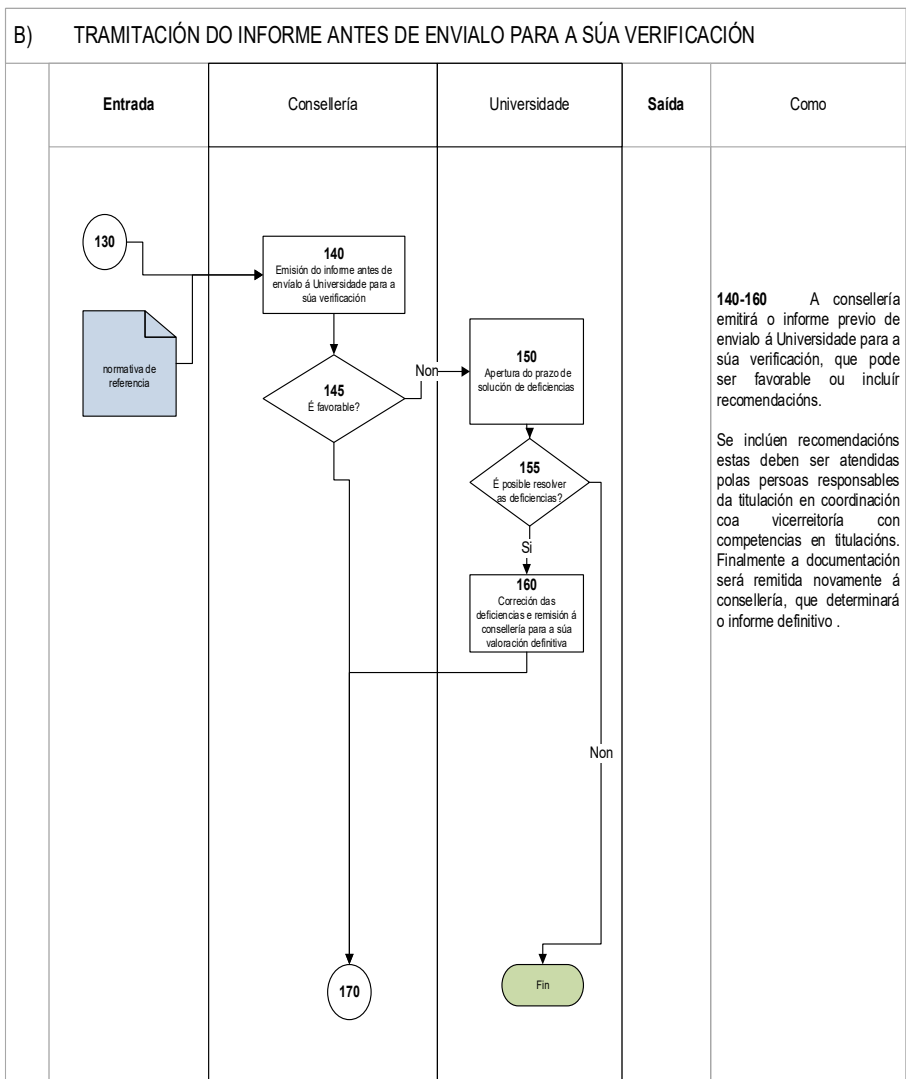 B) TRAMITACIÓN DO INFORME ANTES DE ENVIALO PARA A SÚA VERIFICACIÓN
Entrada
Consellería
Universidade
Saída
Como
130
normativa de
referencia
140
Emisión do informe antes de
envíalo á Universidade para a
súa verificación
145
É favorable?
Non
150
Apertura do prazo de
solución de deficiencias
155
É posible resolver
as deficiencias?
Si
160
Correción das
deficiencias e remisión á
consellería para a súa
valoración definitiva
Non
170
Fin
140-160 A consellería
emitirá o informe previo de
envialo á Universidade para a
súa verificación, que pode
ser favorable ou incluír
recomendacións.
Se inclúen recomendacións
estas deben ser atendidas
polas persoas responsables
da titulación en coordinación
coa vicerreitoría con
competencias en titulacións.
Finalmente a documentación
será remitida novamente á
consellería, que determinará
o informe definitivo .